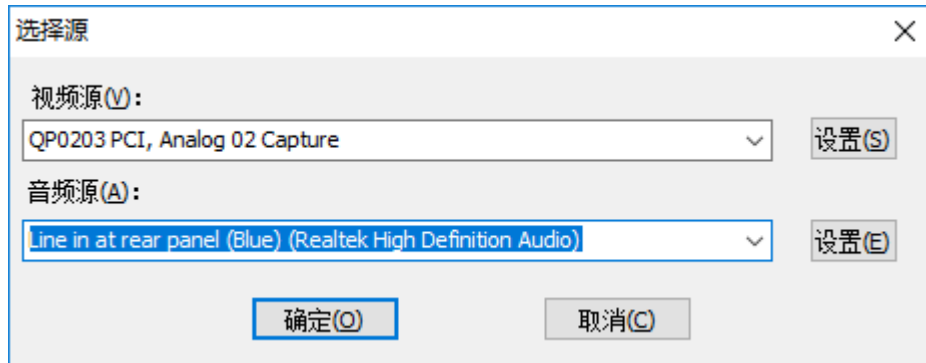 选择源
视频源(V):
QP0203 PCI, Analog 02 Capture
设置(S)
音频源(A):
Line in at rear panel (Blue) (Realtek High Definition Audio)
设置(E)
确定(O)
取消(C)